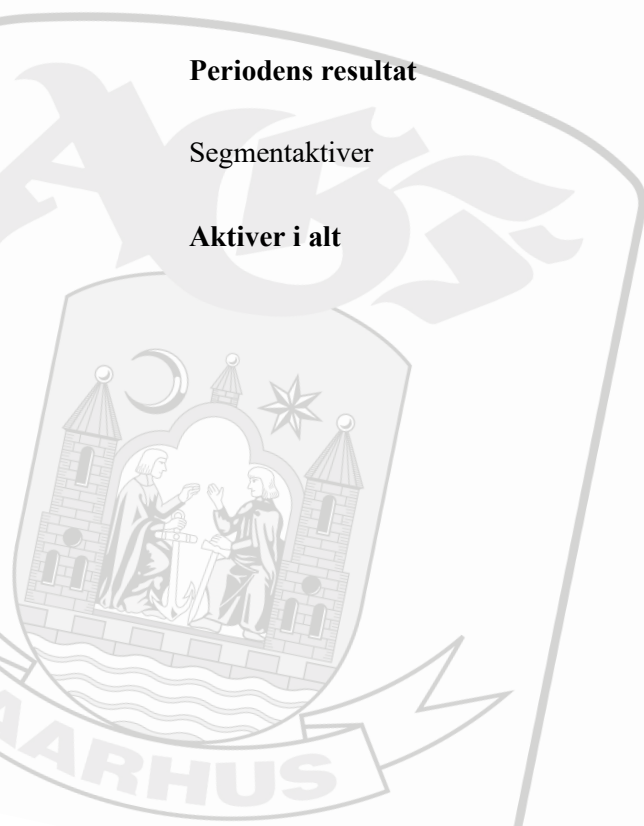 Periodens resultat
Segmentaktiver
Aktiver i alt
AGF
AARHUS